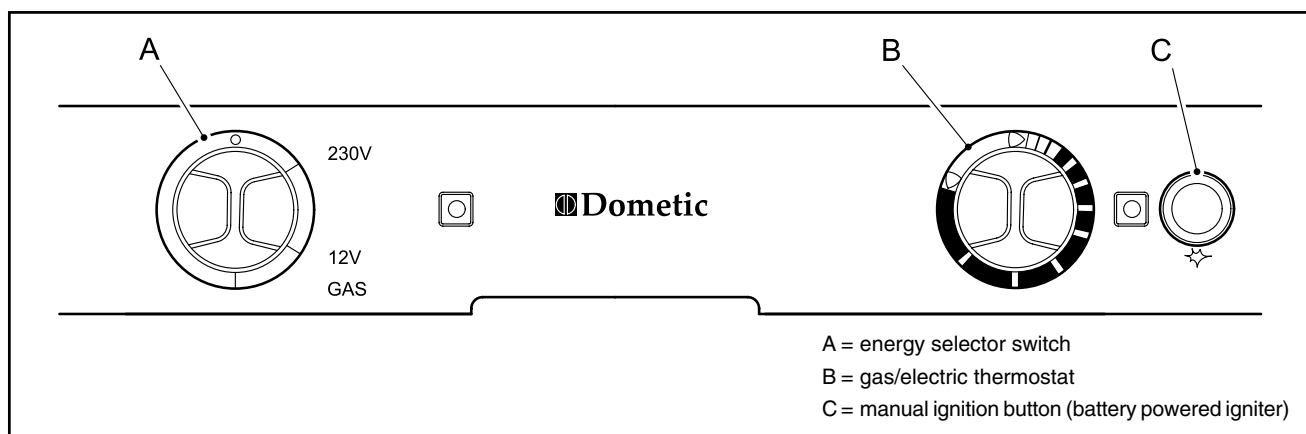 A
B
C
230V
Dometic
12V
GAS
A = energy selector switch
B = gas/electric thermostat
C = manual ignition button (battery powered igniter)